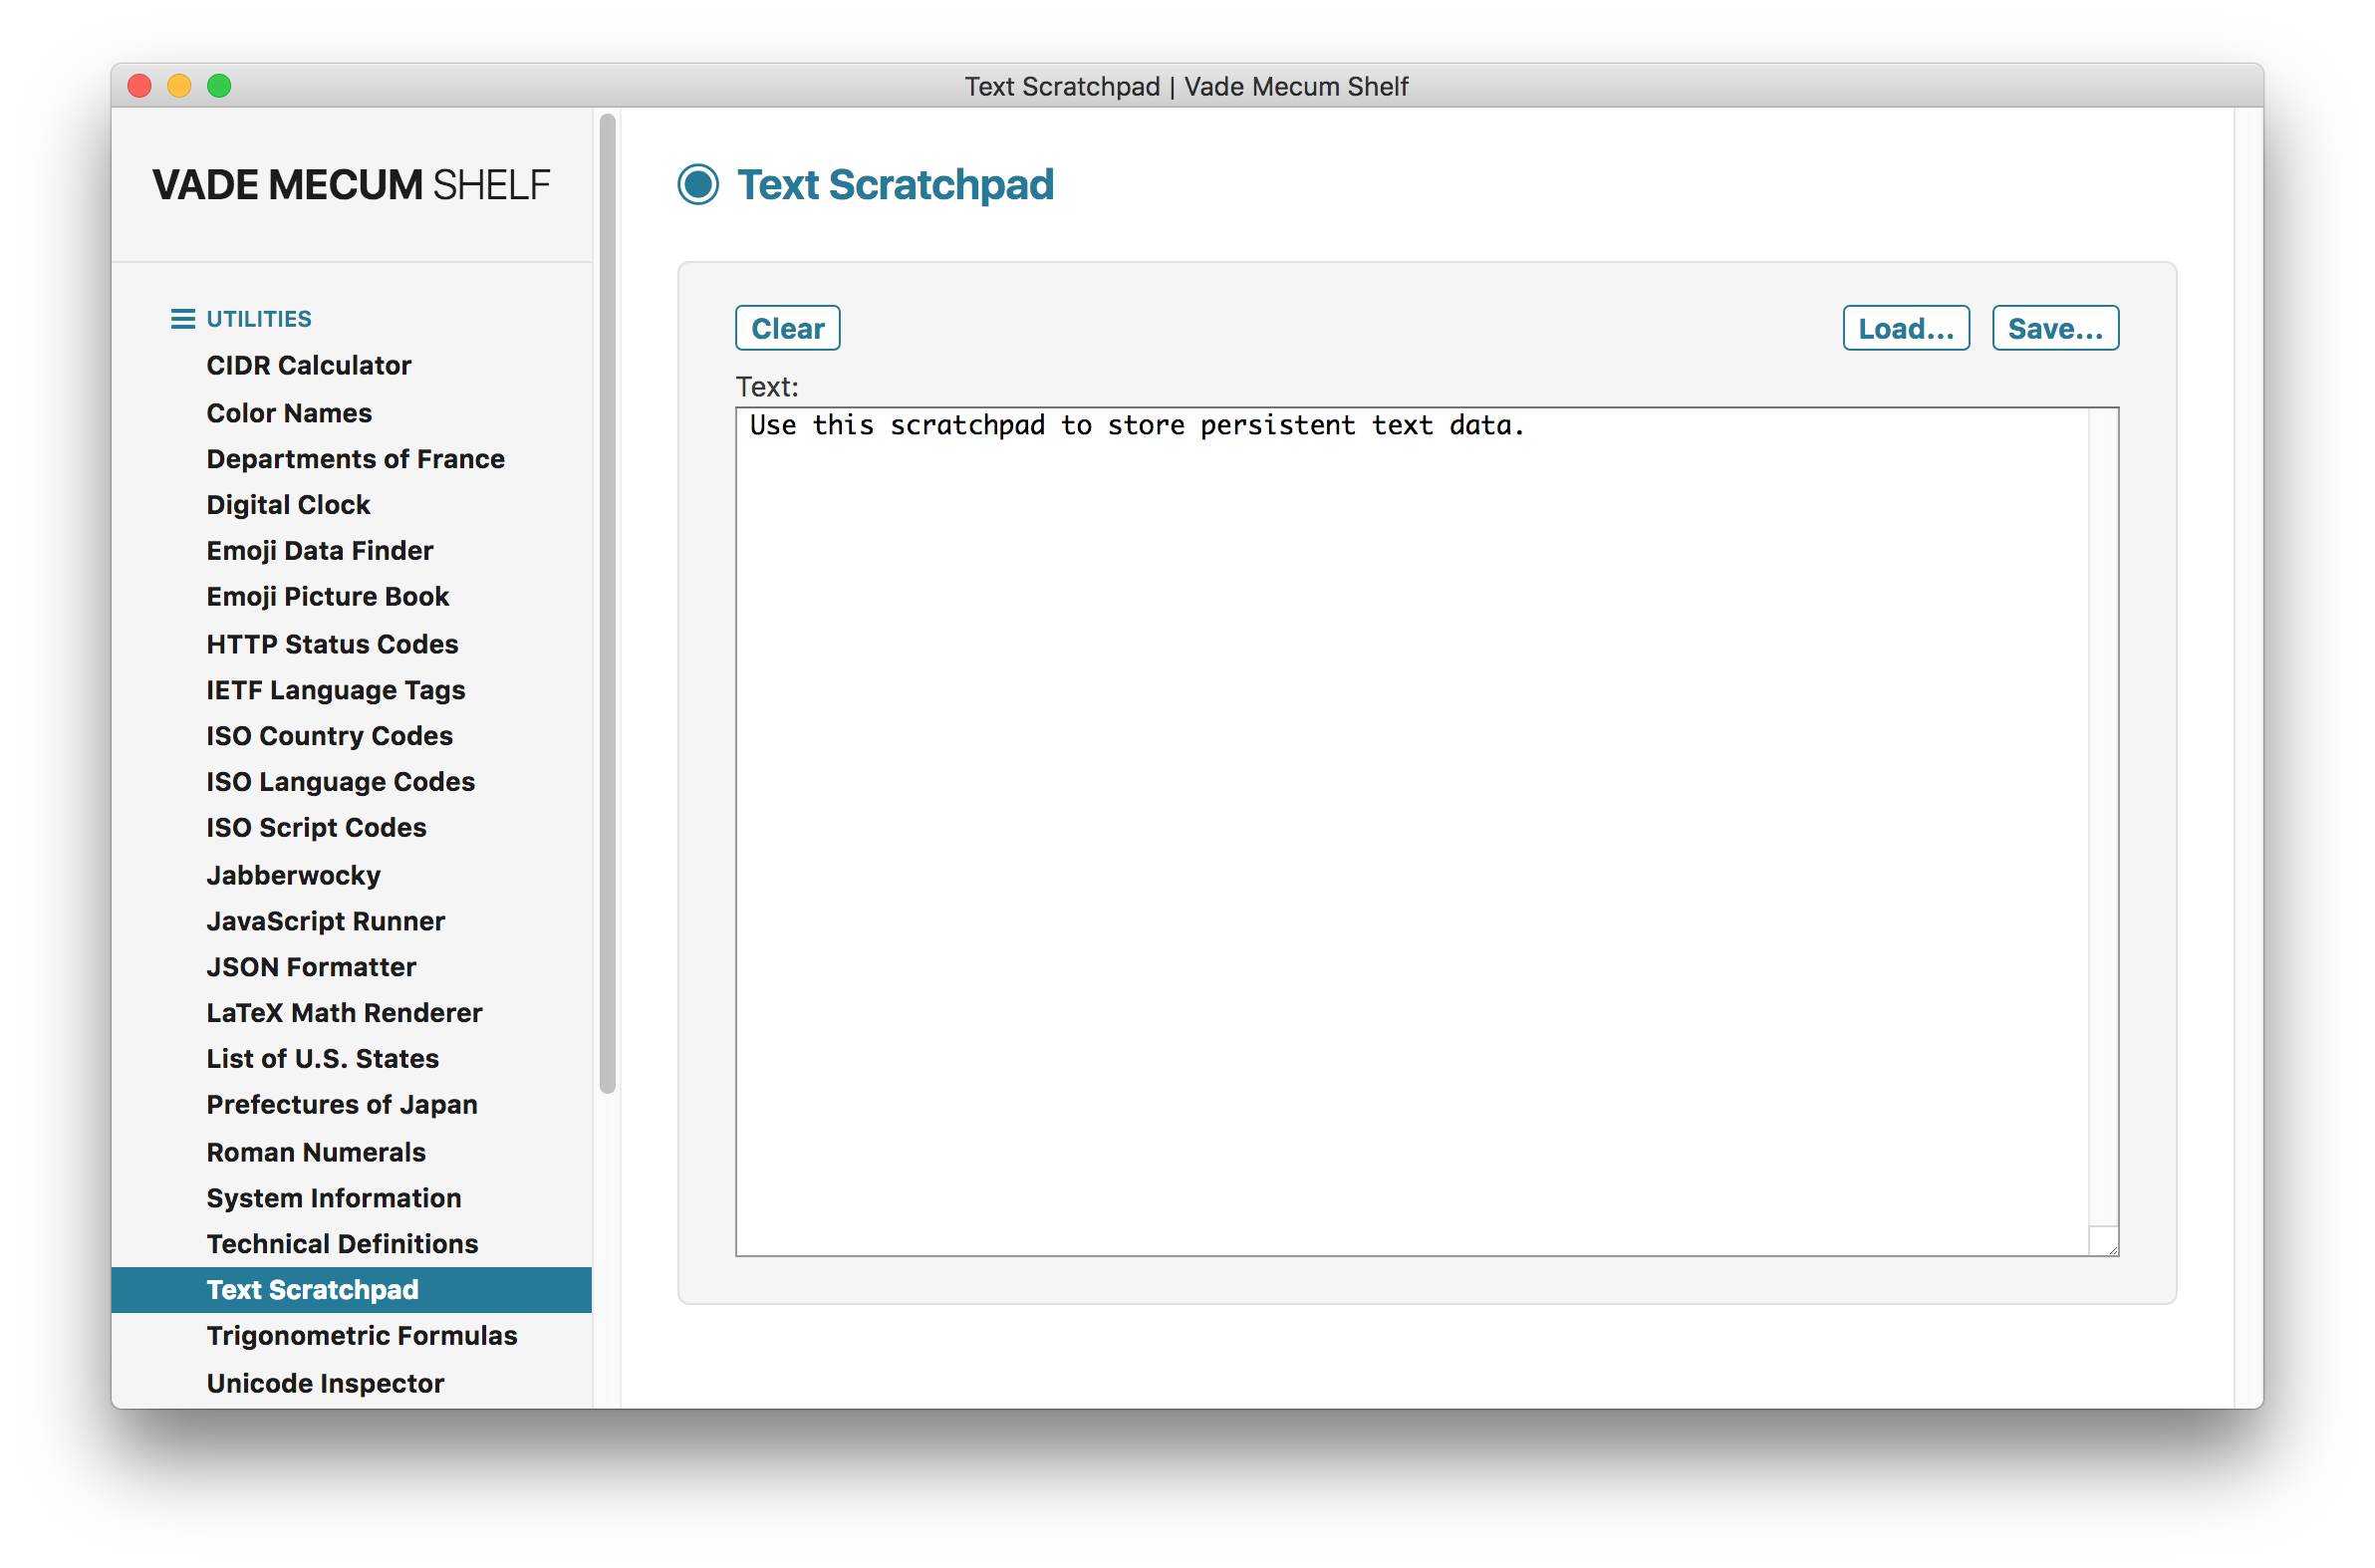 Text Scratchpad | Vade Mecum Shelf
VADE MECUM SHELF
UTILITIES
CIDR Calculator
Color Names
Departments of France
Digital Clock
Emoji Data Finder
Emoji Picture Book
HTTP Status Codes
IETF Language Tags
ISO Country Codes
ISO Language Codes
ISO Script Codes
Jabberwocky
JavaScript Runner
JSON Formatter
LaTeX Math Renderer
List of U.S. States
Prefectures of Japan
Roman Numerals
System Information
Technical Definitions
Text Scratchpad
Trigonometric Formulas
Unicode Inspector
Text Scratchpad
Clear
Load...
Save...
Text:
Use this scratchpad to store persistent text data.